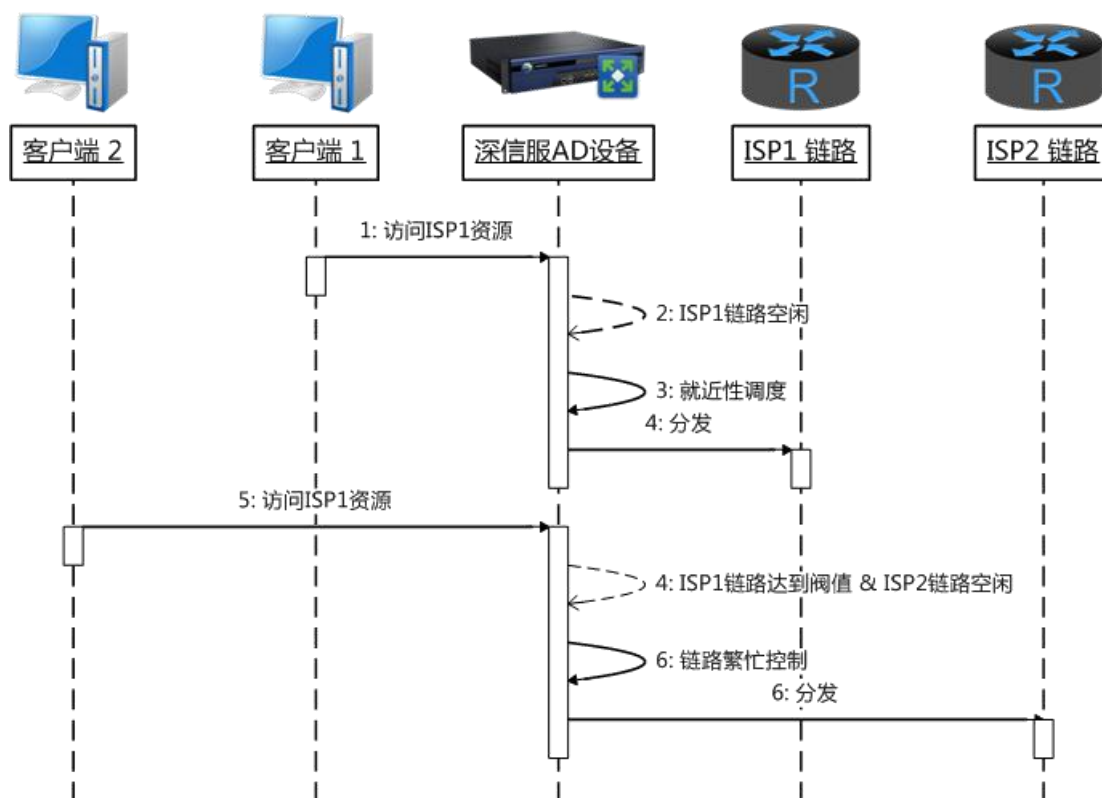 客户端 2
客户端 1
深信服AD设备
ISP1 链路
ISP2 链路
R
R
1: 访问ISP1资源
2: ISP1链路空闲
3: 就近性调度
4: 分发
5: 访问ISP1资源
4: ISP1链路达到阀值 & ISP2链路空闲
6: 链路繁忙控制
6: 分发